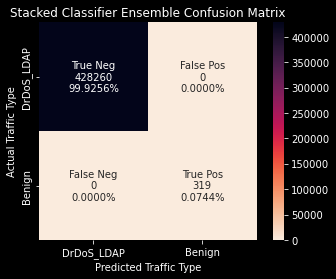 Stacked Classifier Ensemble Confusion Matrix
True Neg
428260
99.9256%
False Pos
0
0.0000%
False Neg
0
0.0000%
True Pos
319
0.0744%
Actual Traffic Type
DrDoS_LDAP
Benign
DrDoS_LDAP
Benign
Predicted Traffic Type
400000
350000
300000
250000
200000
150000
100000
50000
0